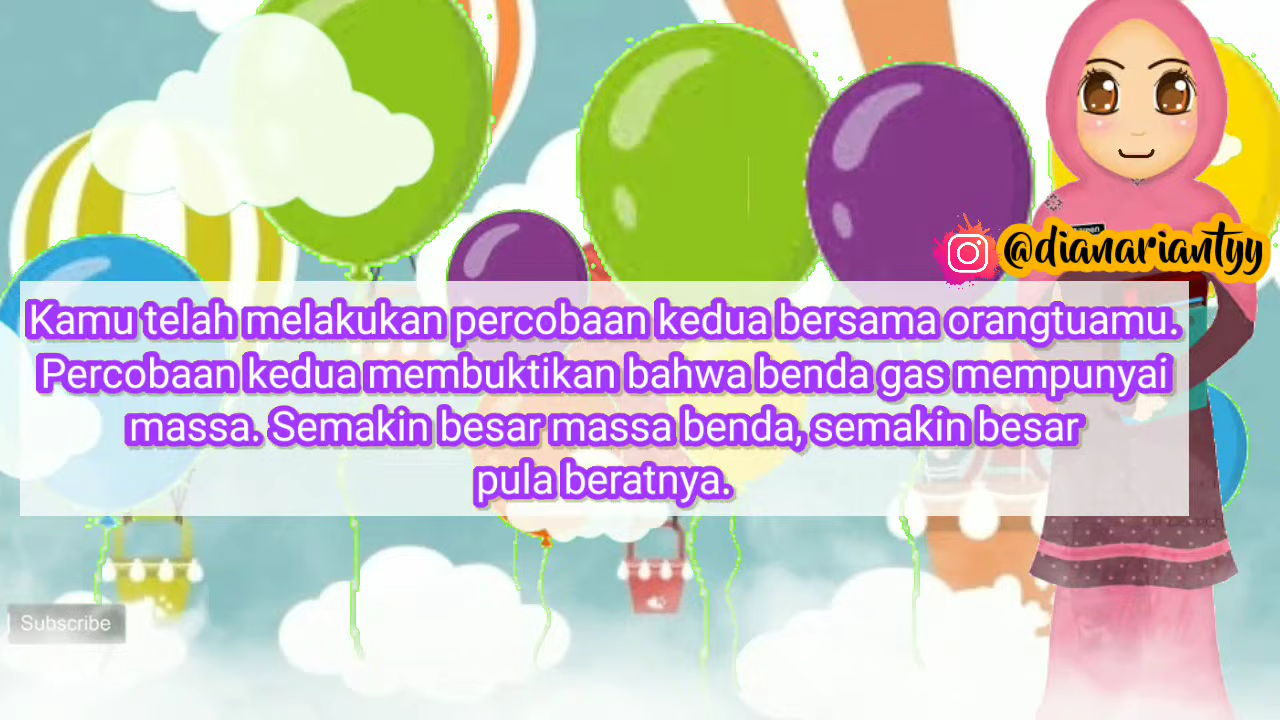 @dianariantyy
Kamu telah melakukan percobaan kedua bersama orangtuamu.
Percobaan kedua membuktikan bahwa benda gas mempunyai
massa. Semakin besar massa benda, semakin besar
pula beratnya.
Subscribe